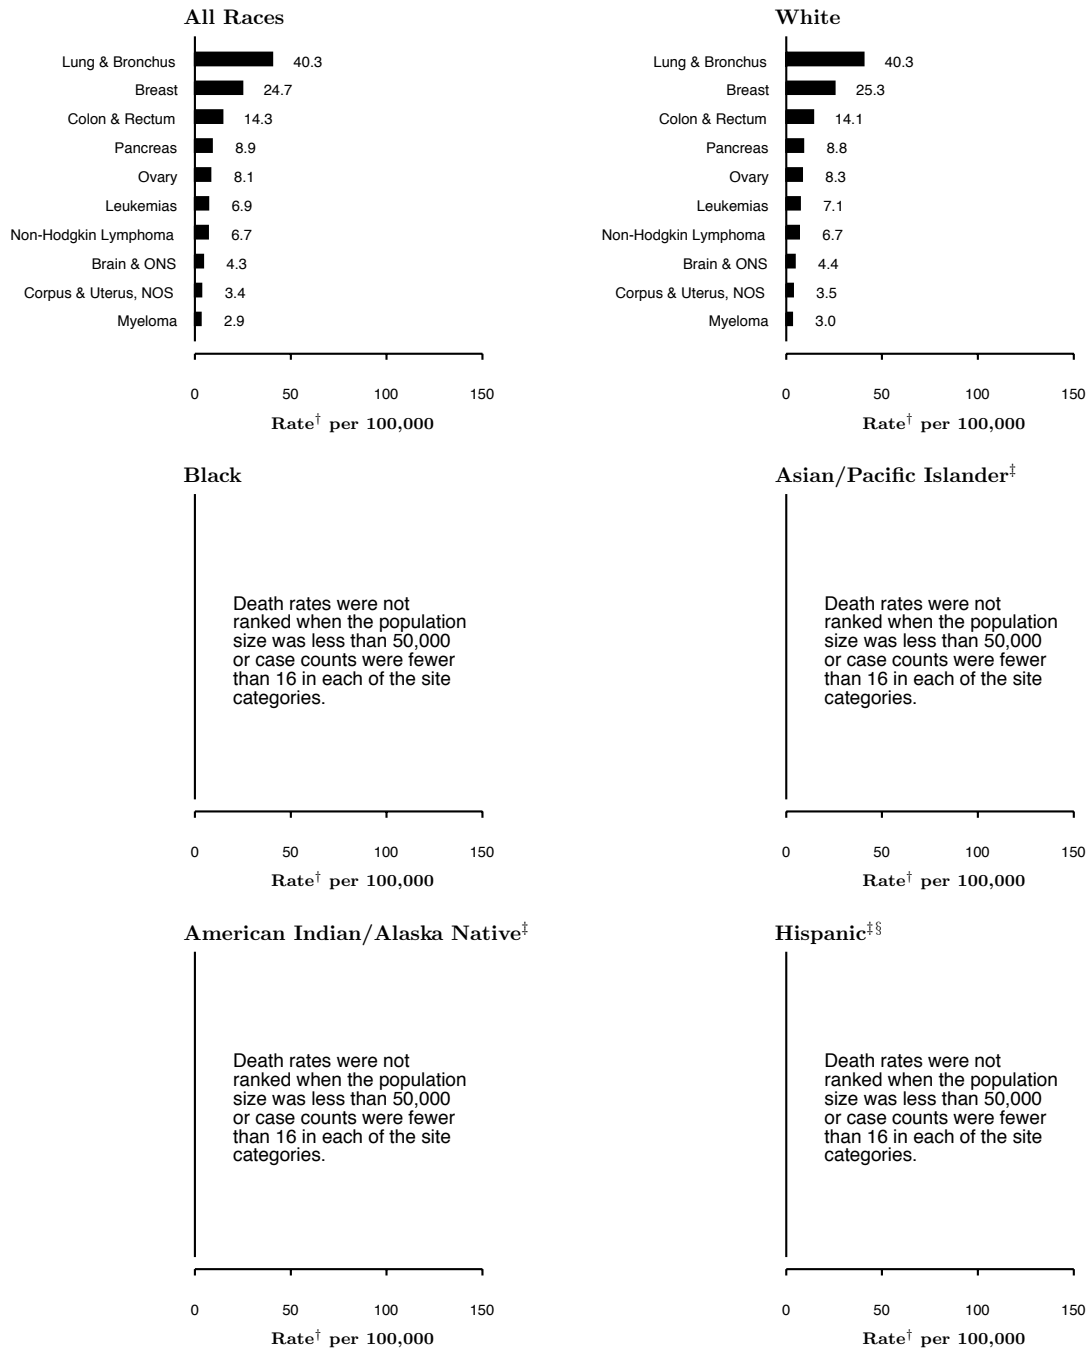 All Races
Lung & Bronchus 40.3
Breast 24.7
Colon & Rectum 14.3
Pancreas 8.9
Ovary 8.1
Leukemias 6.9
Non-Hodgkin Lymphoma 6.7
Brain & ONS 4.3
Corpus & Uterus, NOS 3.4
Myeloma 2.9
0 50 100 150
Rate† per 100,000
White
Lung & Bronchus 40.3
Breast 25.3
Colon & Rectum 14.1
Pancreas 8.8
Ovary 8.3
Leukemias 7.1
Non-Hodgkin Lymphoma 6.7
Brain & ONS 4.4
Corpus & Uterus, NOS 3.5
Myeloma 3.0
0 50 100 150
Rate† per 100,000
Black
Death rates were not
ranked when the population
size was less than 50,000
or case counts were fewer
than 16 in each of the site
categories.
0 50 100 150
Rate† per 100,000
Asian/Pacific Islander‡
Death rates were not
ranked when the population
size was less than 50,000
or case counts were fewer
than 16 in each of the site
categories.
0 50 100 150
Rate† per 100,000
American Indian/Alaska Native‡
Death rates were not
ranked when the population
size was less than 50,000
or case counts were fewer
than 16 in each of the site
categories.
0 50 100 150
Rate† per 100,000
Hispanic‡§
Death rates were not
ranked when the population
size was less than 50,000
or case counts were fewer
than 16 in each of the site
categories.
0 50 100 150
Rate† per 100,000